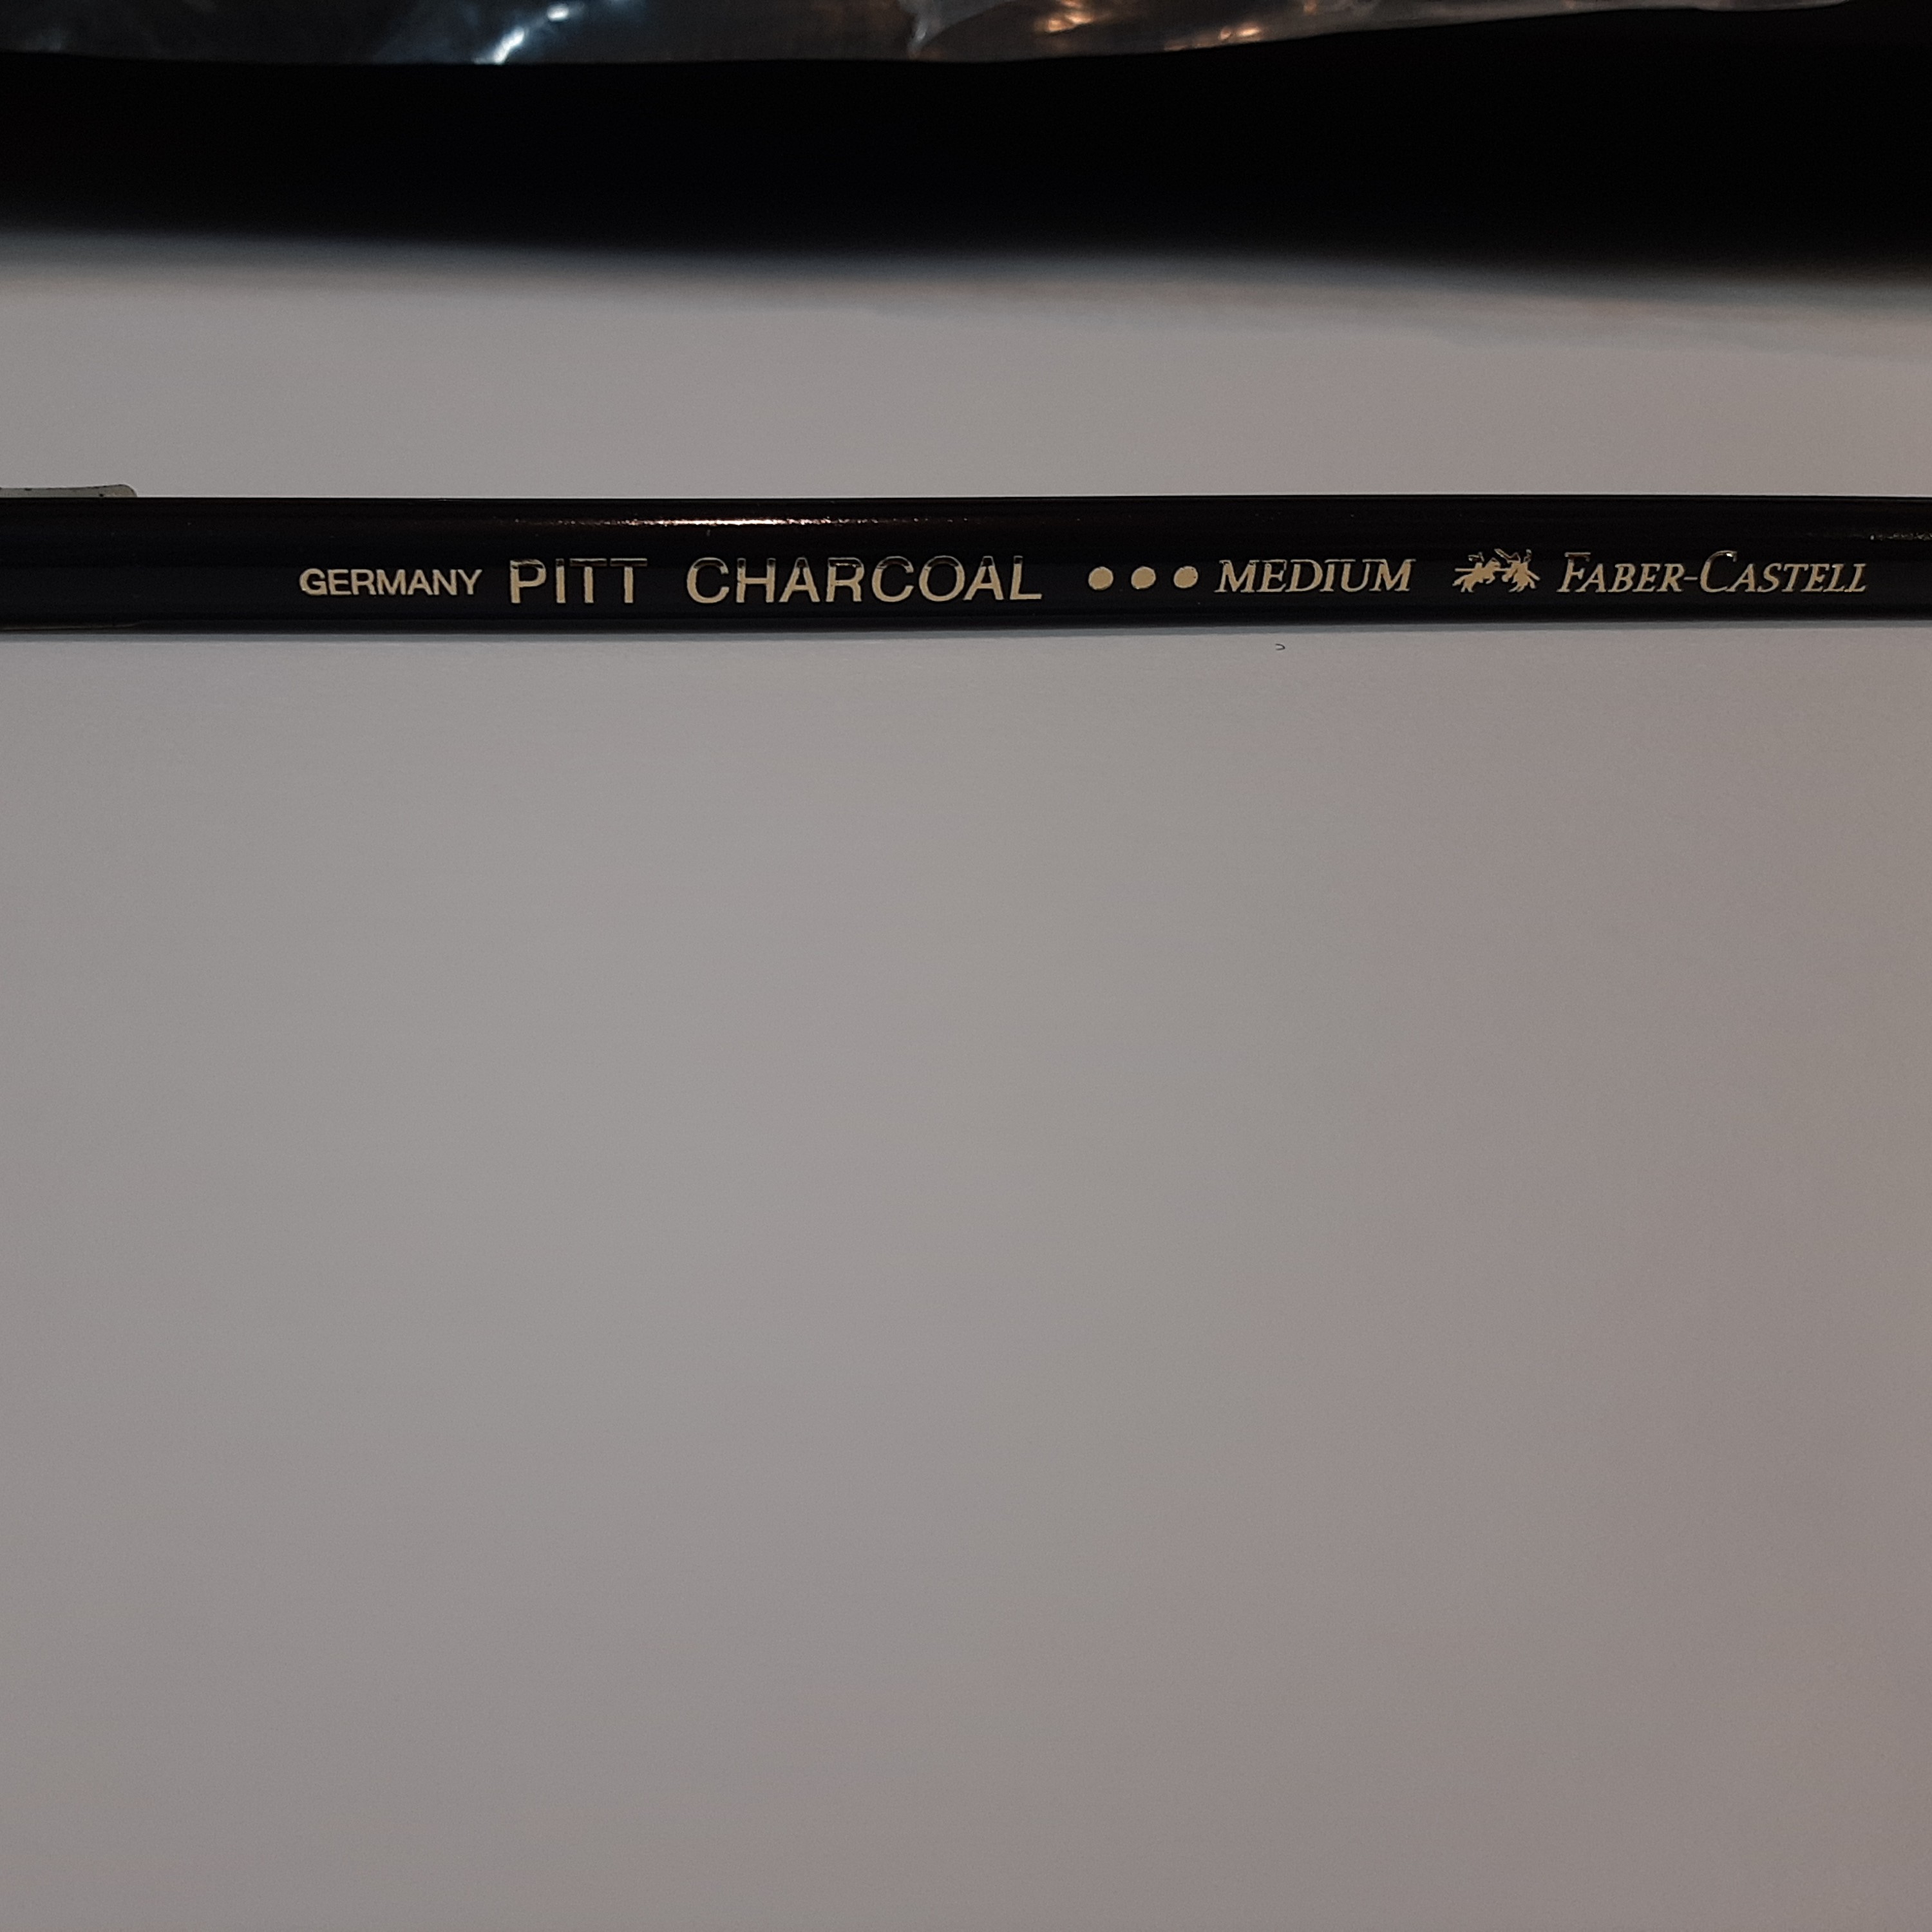 GERMANY PITT CHARCOAL ●●● MEDIUM FABER-CASTELL